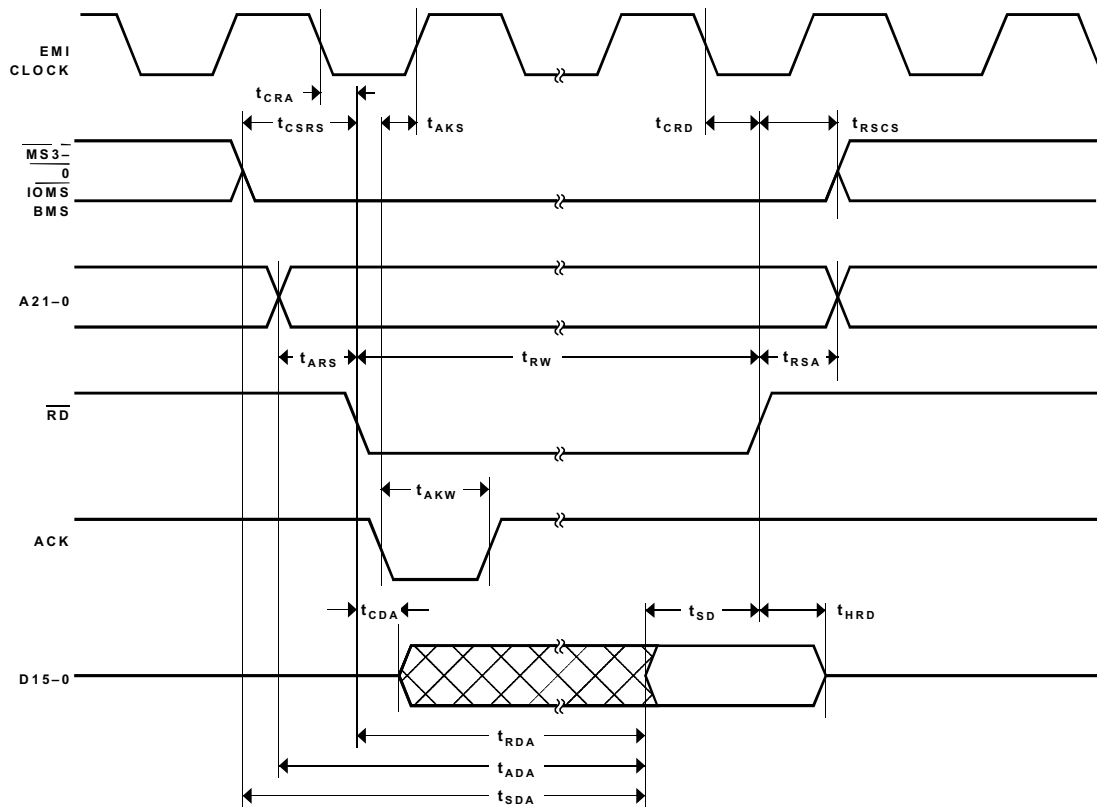 EMI
CLOCK
tCRA
tCSRS
tAKS
tCRD
tRSCS
MS3–
0
IOMS
BMS
A21–0
tARS
tRW
tRSA
RD
tAKW
ACK
tCDA
tSD
tHRD
D15–0
tRDA
tADA
tSDA